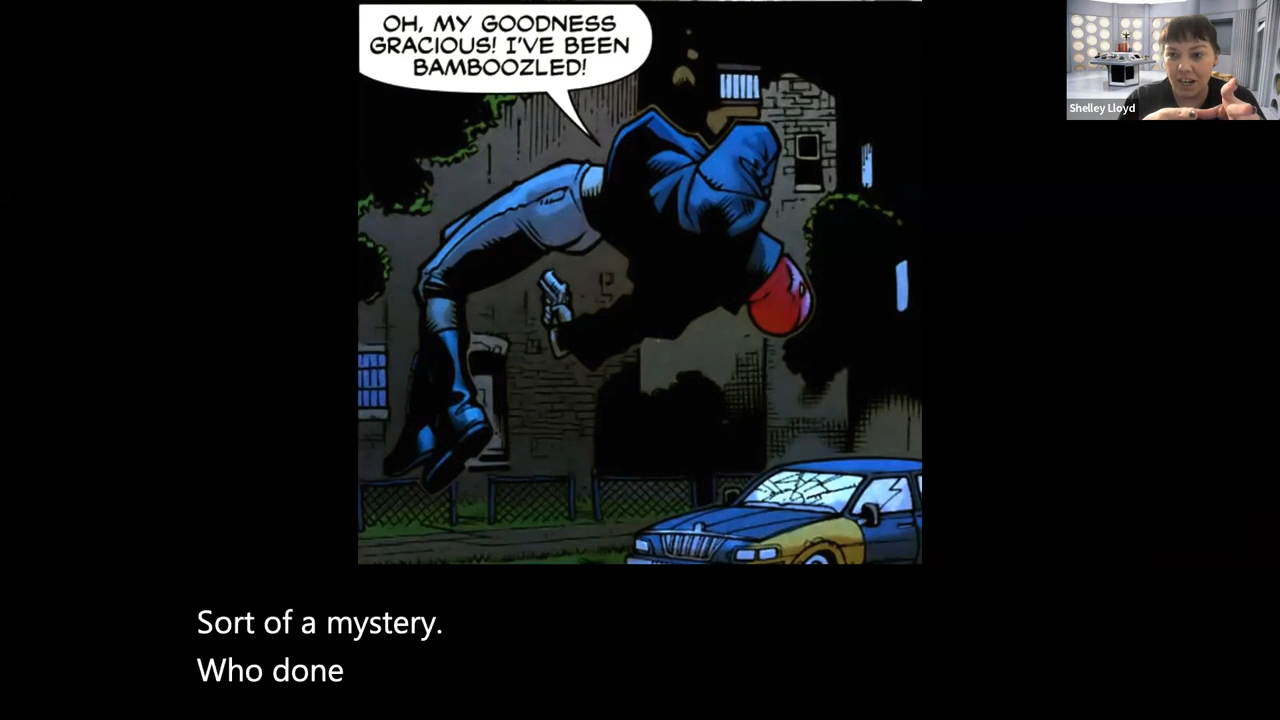 OH, MY GOODNESS
GRACIOUS! I'VE BEEN
BAMBOOZLED!
Shelley Lloyd
Sort of a mystery.
Who done